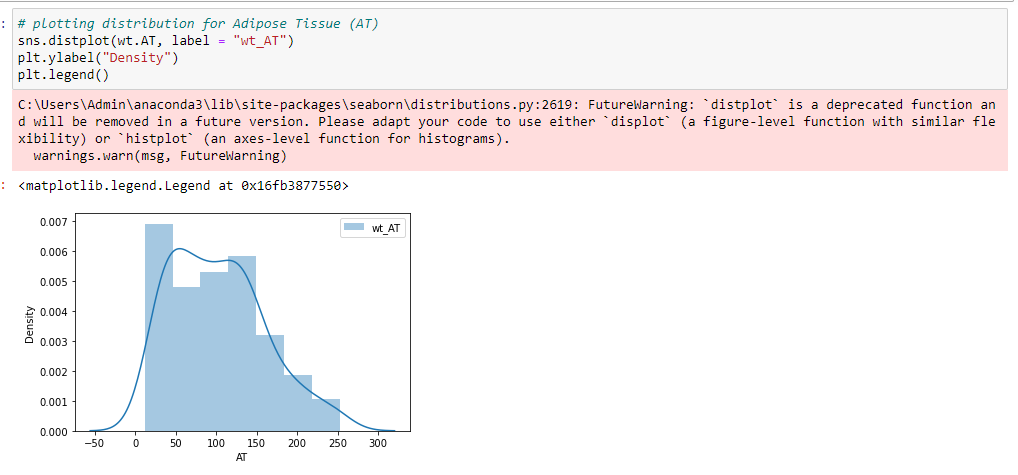 : # plotting distribution for Adipose Tissue (AT)
sns.distplot(wt.AT, label = "wt_AT")
plt.ylabel("Density")
plt.legend()
C:\Users\Admin\anaconda3\lib\site-packages\seaborn\distributions.py:2619: FutureWarning: `distplot` is a deprecated function an
d will be removed in a future version. Please adapt your code to use either `displot` (a figure-level function with similar fle
xibility) or `histplot` (an axes-level function for histograms).
warnings.warn(msg, FutureWarning)
: <matplotlib.legend.Legend at 0x16fb3877550>
wt_AT
0.007
0.006
0.005
0.004
0.003
0.002
0.001
0.000
Density
−50 0 50 100 150 200 250 300
AT